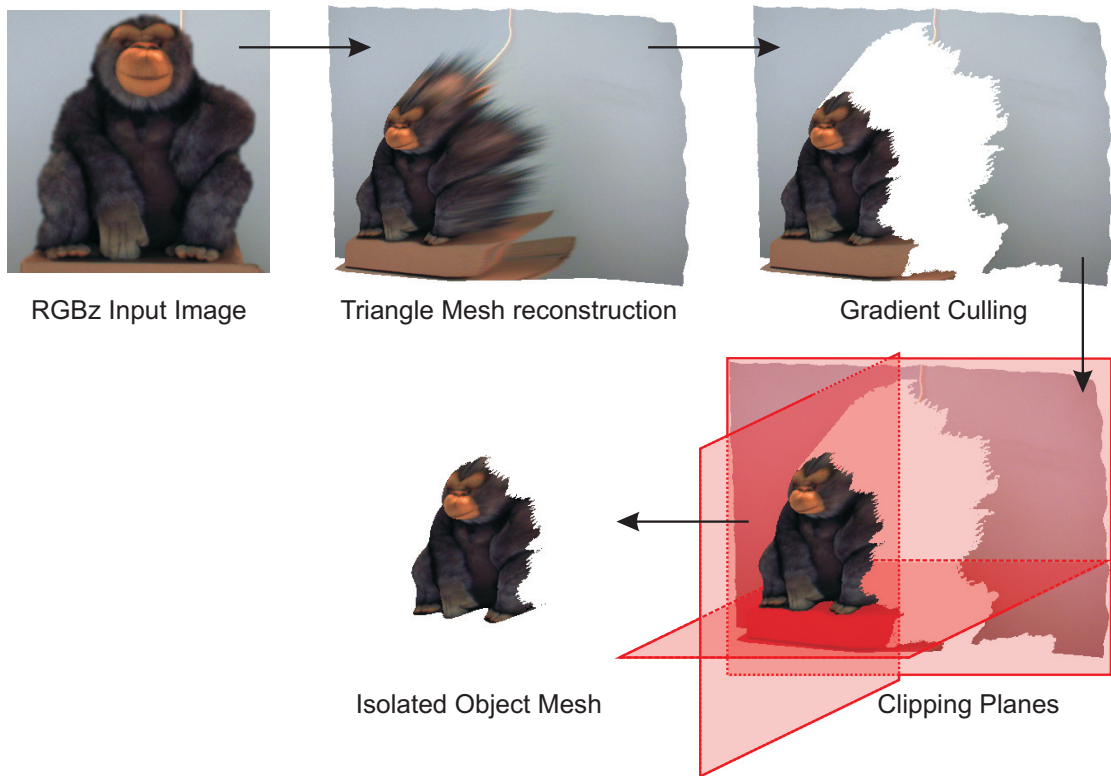 RGBz Input Image
Triangle Mesh reconstruction
Gradient Culling
Isolated Object Mesh
Clipping Planes